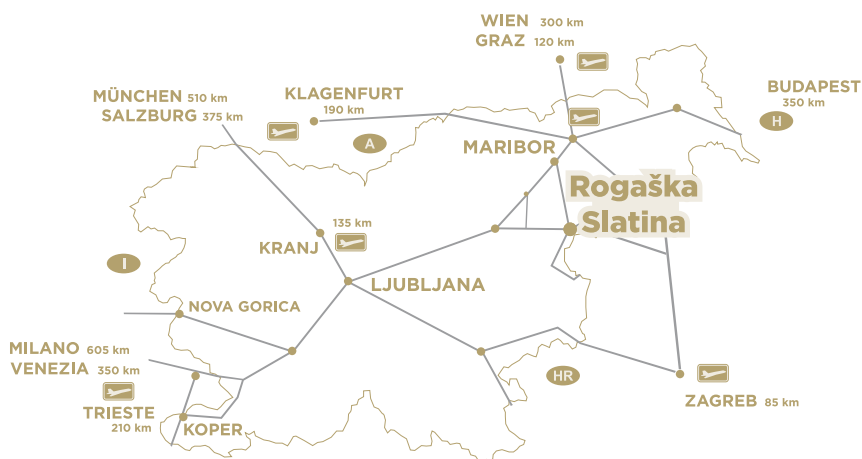 WIEN 300 km
GRAZ 120 km
BUDAPEST
350 km
H
MÜNCHEN 510 km
SALZBURG 375 km
KLAGENFURT
190 km
A
MARIBOR
Rogaška
Slatina
135 km
KRANJ
I
LJUBLJANA
NOVA GORICA
MILANO 605 km
VENEZIA 350 km
TRIESTE
210 km
KOPER
HR
ZAGREB 85 km